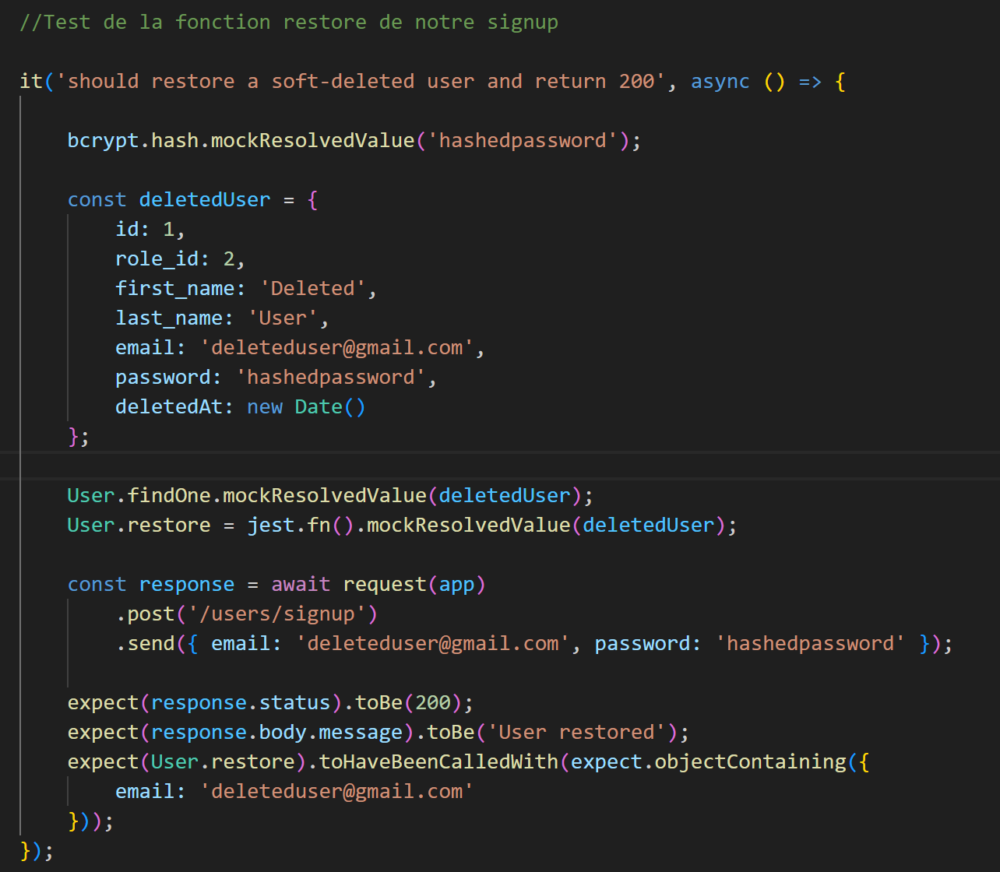 //Test de la fonction restore de notre signup
it('should restore a soft-deleted user and return 200', async () => {
bcrypt.hash.mockResolvedValue('hashedpassword');
const deletedUser = {
id: 1,
role_id: 2,
first_name: 'Deleted',
last_name: 'User',
email: 'deleteduser@gmail.com',
password: 'hashedpassword',
deletedAt: new Date()
};
User.findOne.mockResolvedValue(deletedUser);
User.restore = jest.fn().mockResolvedValue(deletedUser);
const response = await request(app)
.post('/users/signup')
.send({ email: 'deleteduser@gmail.com', password: 'hashedpassword' });
expect(response.status).toBe(200);
expect(response.body.message).toBe('User restored');
expect(User.restore).toHaveBeenCalledWith(expect.objectContaining({
email: 'deleteduser@gmail.com'
}));
});